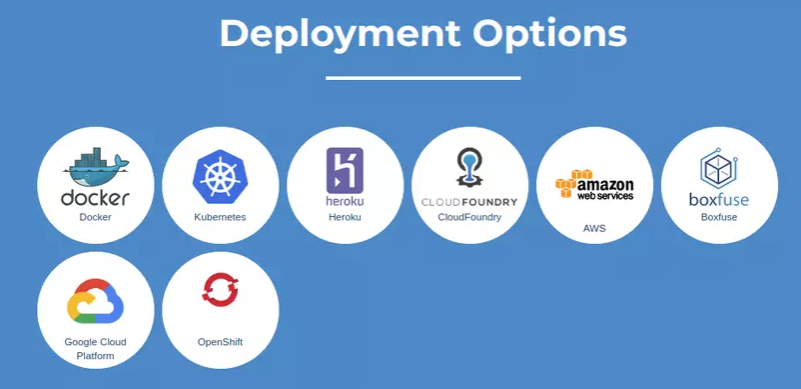 Deployment Options
docker
Docker
Kubernetes
heroku
Heroku
CLOUDFOUNDRY
CloudFoundry
amazon
web services
AWS
boxfuse
Boxfuse
Google Cloud
Platform
OpenShift